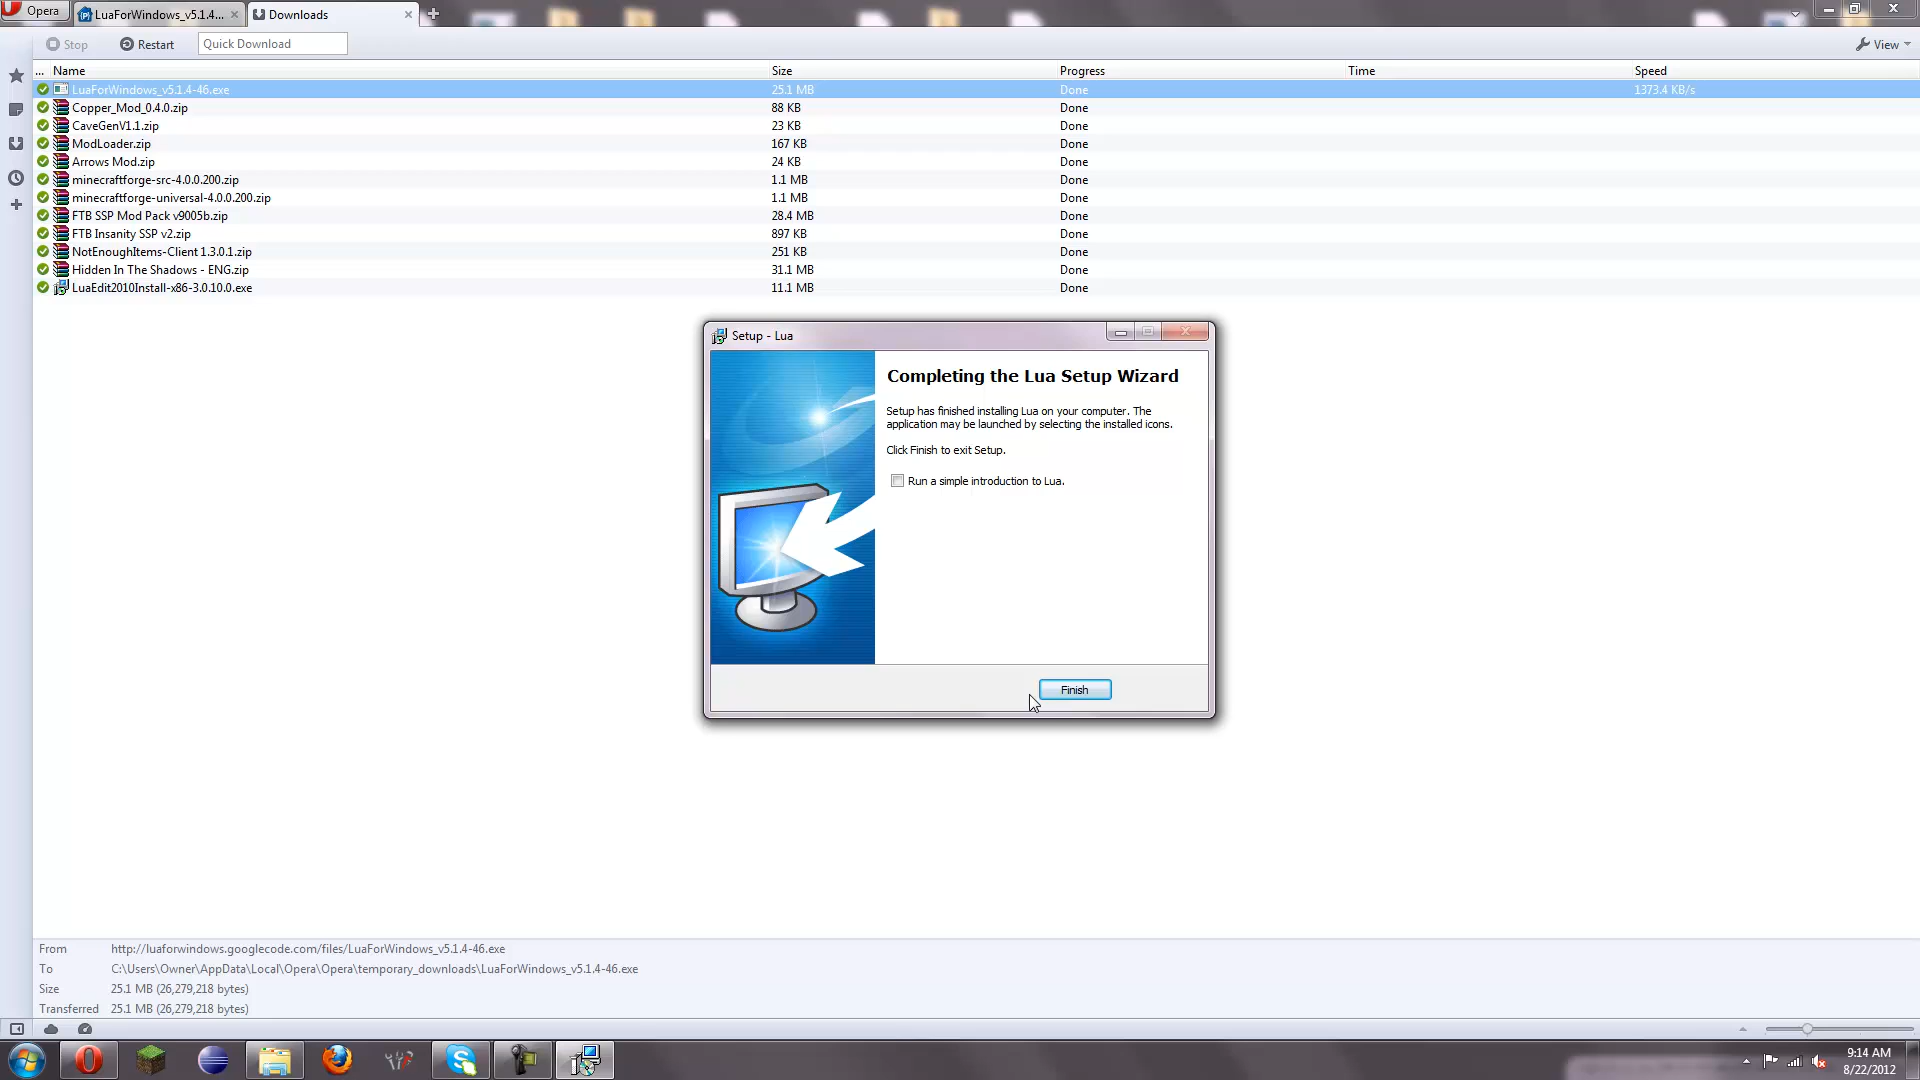 Opera
LuaForWindows_v5.1.4...
Downloads
Stop
Restart
Quick Download
View
... Name Size Progress Time Speed
LuaForWindows_v5.1.4-46.exe 25.1 MB Done 1373.4 KB/s
Copper_Mod_0.4.0.zip 88 KB Done
CaveGenV1.1.zip 23 KB Done
ModLoader.zip 167 KB Done
Arrows Mod.zip 24 KB Done
minecraftforge-src-4.0.0.200.zip 1.1 MB Done
minecraftforge-universal-4.0.0.200.zip 1.1 MB Done
FTB SSP Mod Pack v9005b.zip 28.4 MB Done
FTB Insanity SSP v2.zip 897 KB Done
NotEnoughItems-Client 1.3.0.1.zip 251 KB Done
Hidden In The Shadows - ENG.zip 31.1 MB Done
LuaEdit2010Install-x86-3.0.10.0.exe 11.1 MB Done
Setup - Lua
Completing the Lua Setup Wizard
Setup has finished installing Lua on your computer. The
application may be launched by selecting the installed icons.
Click Finish to exit Setup.
Run a simple introduction to Lua.
Finish
From http://luaforwindows.googlecode.com/files/LuaForWindows_v5.1.4-46.exe
To C:\Users\Owner\AppData\Local\Opera\Opera\temporary_downloads\LuaForWindows_v5.1.4-46.exe
Size 25.1 MB (26,279,218 bytes)
Transferred 25.1 MB (26,279,218 bytes)
9:14 AM
8/22/2012